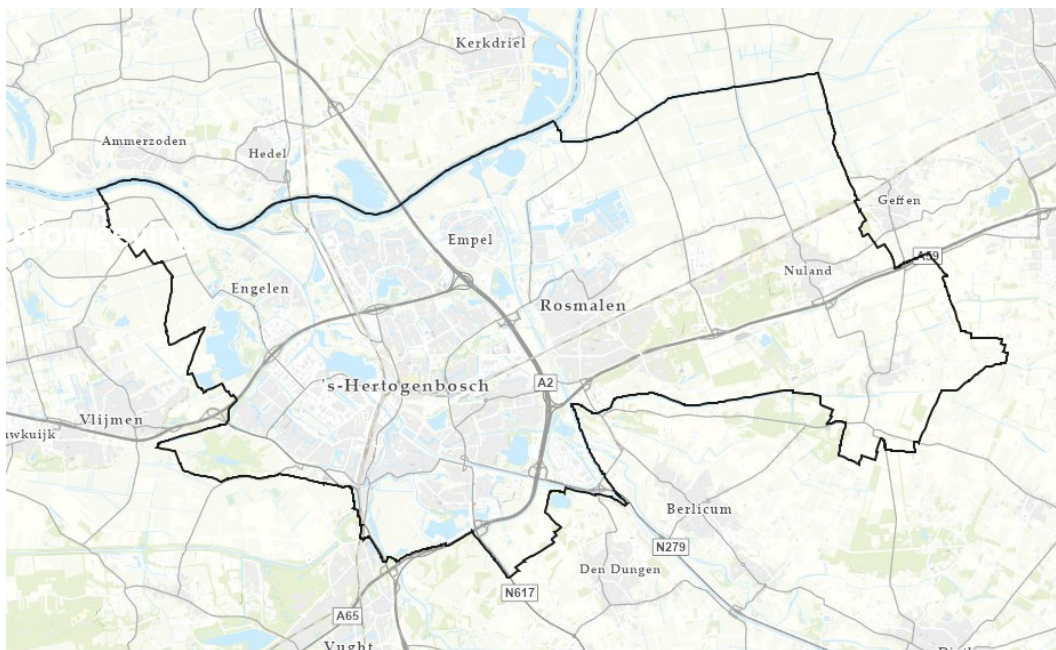 Kerkdriel
Ammerzoden
Hedel
Geffen
Empel
A59
Nuland
Engelen
Rosmalen
's-Hertogenbosch
A2
Vlijmen
wkuijk
Berlicum
N279
Den Dungen
N617
A65
Vught